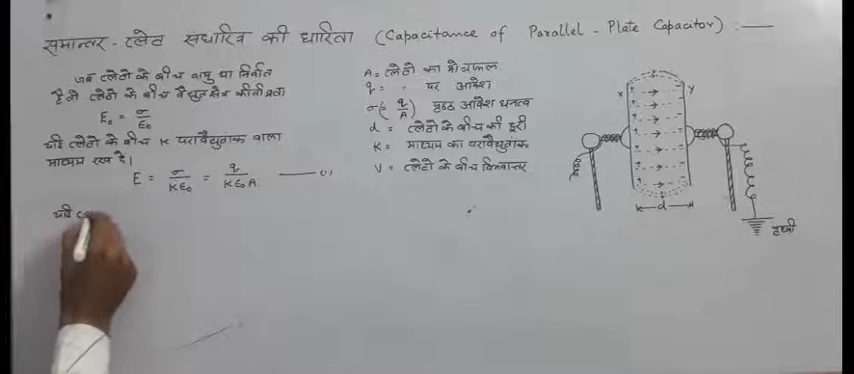 समान्तर - प्लेट संधारित्र की धारिता (Capacitance of Parallel - Plate Capacitor) :—
जब प्लेटों के बीच वायु या निर्वात
है तो प्लेटों के बीच वैद्युत क्षेत्र की तीव्रता
E₀ = σ/ε₀
यदि प्लेटों के बीच K परावैद्युतांक वाला
माध्यम रख दे।
E = σ/Kε₀ = q/Kε₀A —— (1)
यदि
A = प्लेटों का क्षेत्रफल
q = " पर आवेश
σ = (q/A) पृष्ठ आवेश घनत्व
d = प्लेटों के बीच की दूरी
K = माध्यम का परावैद्युतांक
V = प्लेटों के बीच विभवान्तर
x y
d
पृथ्वी